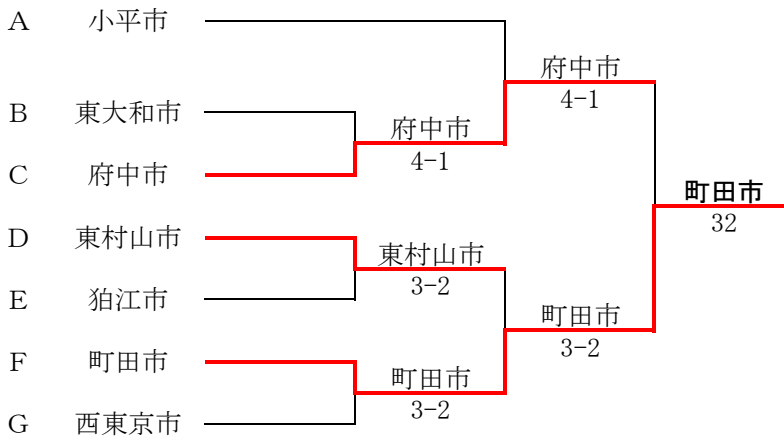 A 小平市
府中市
4-1
B 東大和市
府中市
4-1
C 府中市
町田市
32
D 東村山市
東村山市
3-2
E 狛江市
町田市
3-2
F 町田市
町田市
3-2
G 西東京市